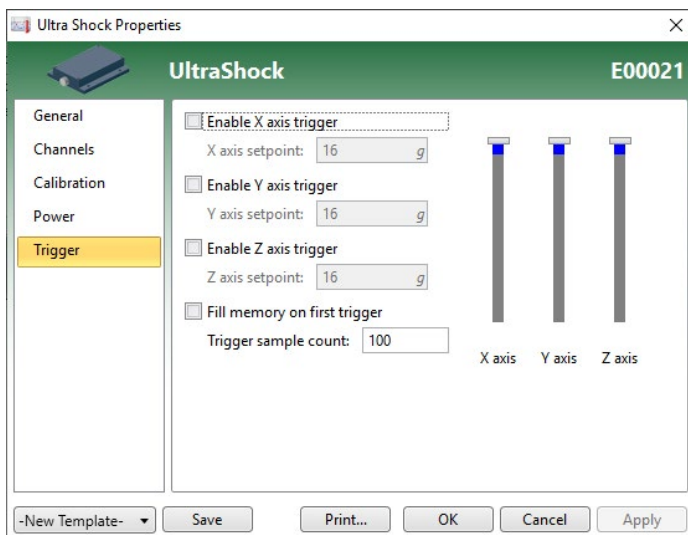 Ultra Shock Properties
UltraShock E00021
General
Channels
Calibration
Power
Trigger
Enable X axis trigger
X axis setpoint: 16 g
Enable Y axis trigger
Y axis setpoint: 16 g
Enable Z axis trigger
Z axis setpoint: 16 g
Fill memory on first trigger
Trigger sample count: 100
X axis Y axis Z axis
-New Template- Save Print... OK Cancel Apply